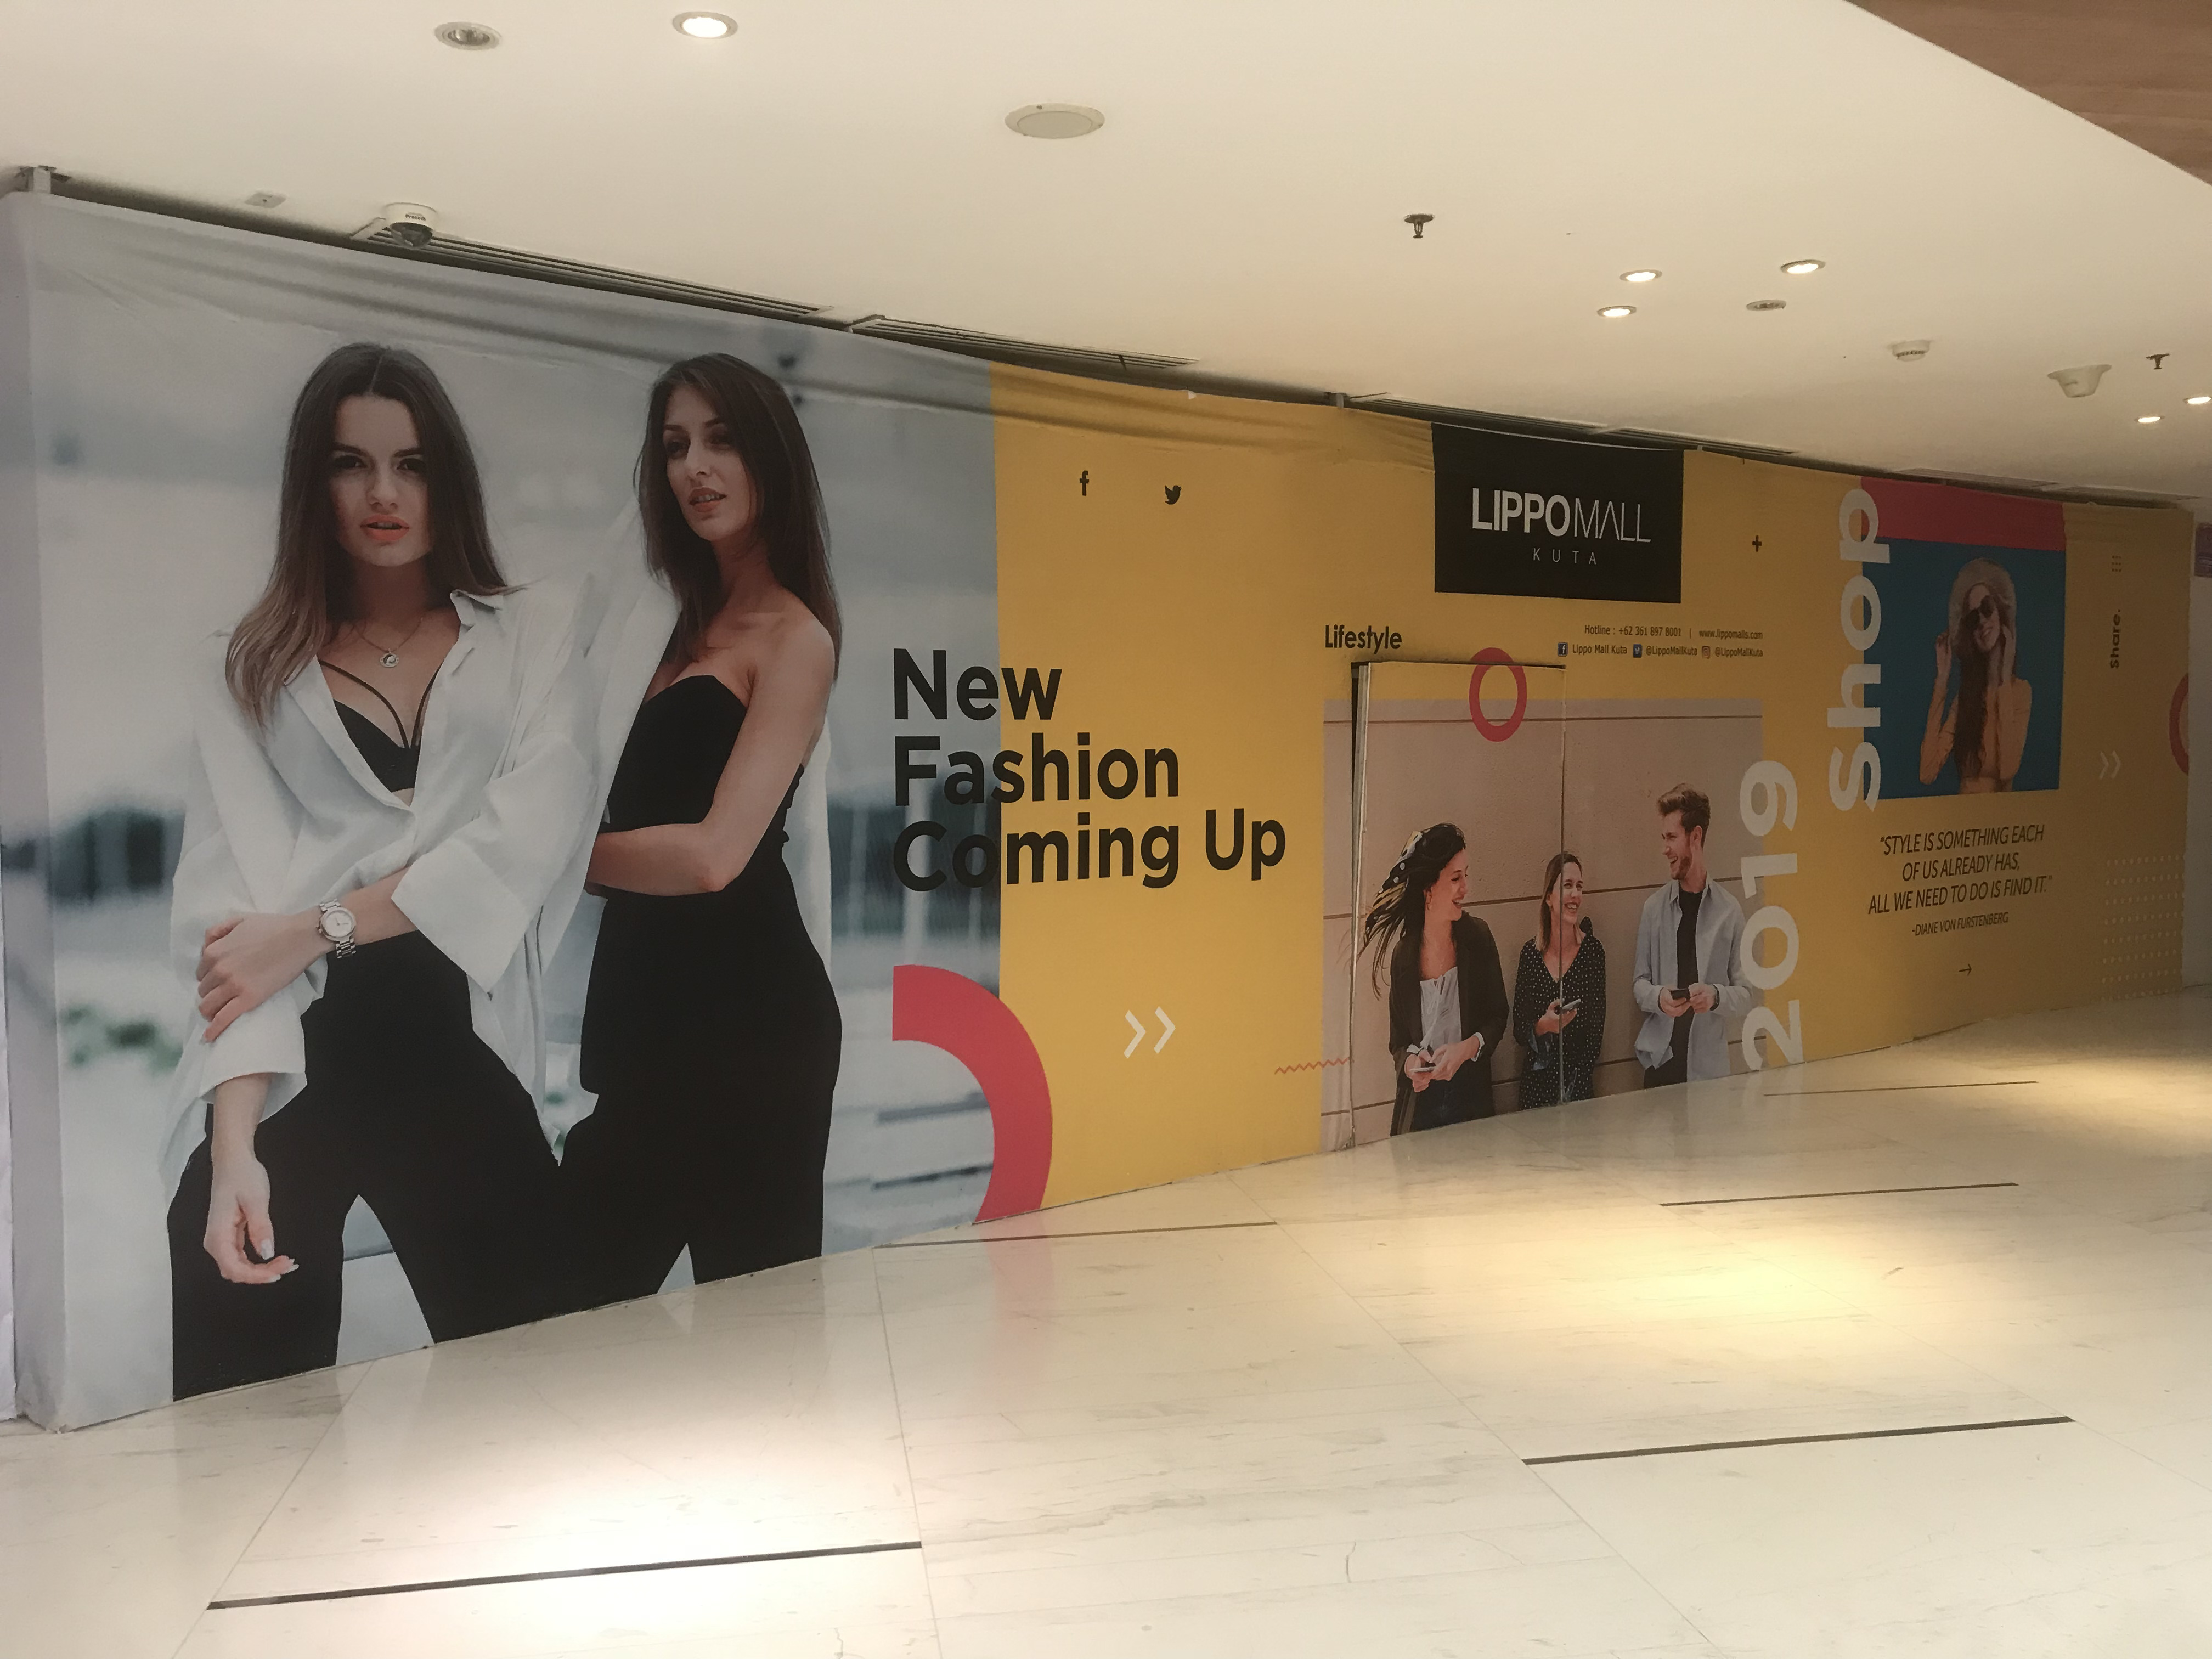 New
Fashion
Coming Up
LIPPOMALL
KUTA
Lifestyle
Hotline : +62 361 897 8001 | www.lippomalls.com
Lippo Mall Kuta @LippoMallKuta @LippoMallKuta
2019
Shop
"STYLE IS SOMETHING EACH
OF US ALREADY HAS,
ALL WE NEED TO DO IS FIND IT."
-DIANE VON FURSTENBERG
Share.